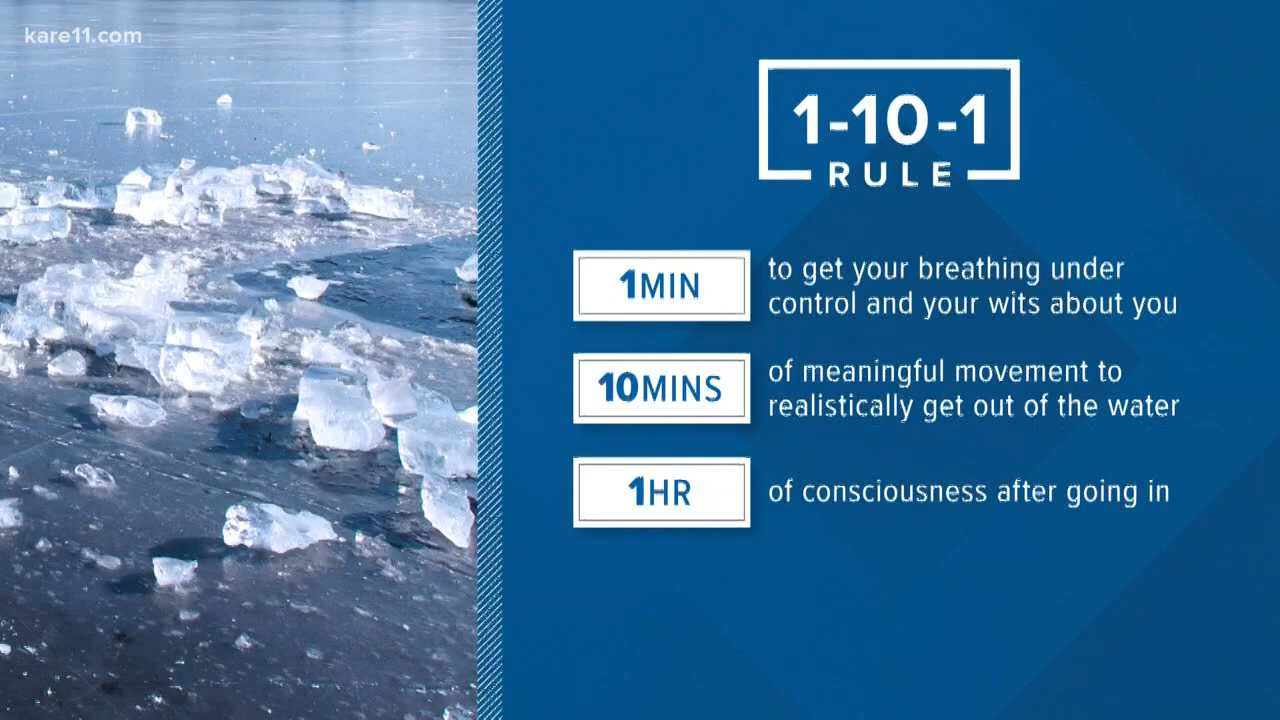 kare11.com
1-10-1
RULE
1MIN
to get your breathing under
control and your wits about you
10MINS
of meaningful movement to
realistically get out of the water
1HR
of consciousness after going in